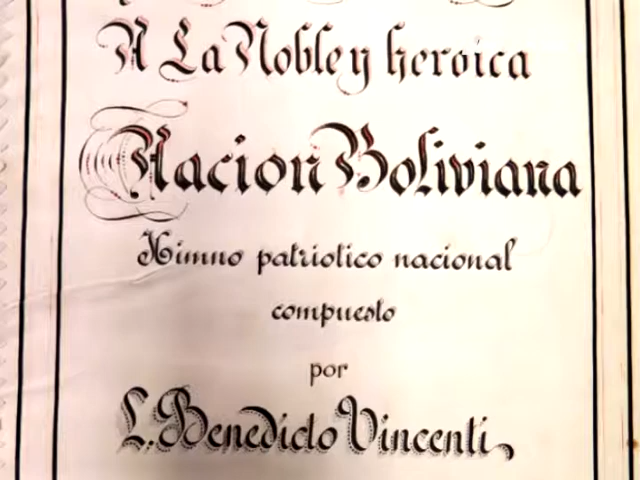 A La Noble y heroica
Nacion Boliviana
Himno patriotico nacional
compuesto
por
L. Benedicto Vincenti,